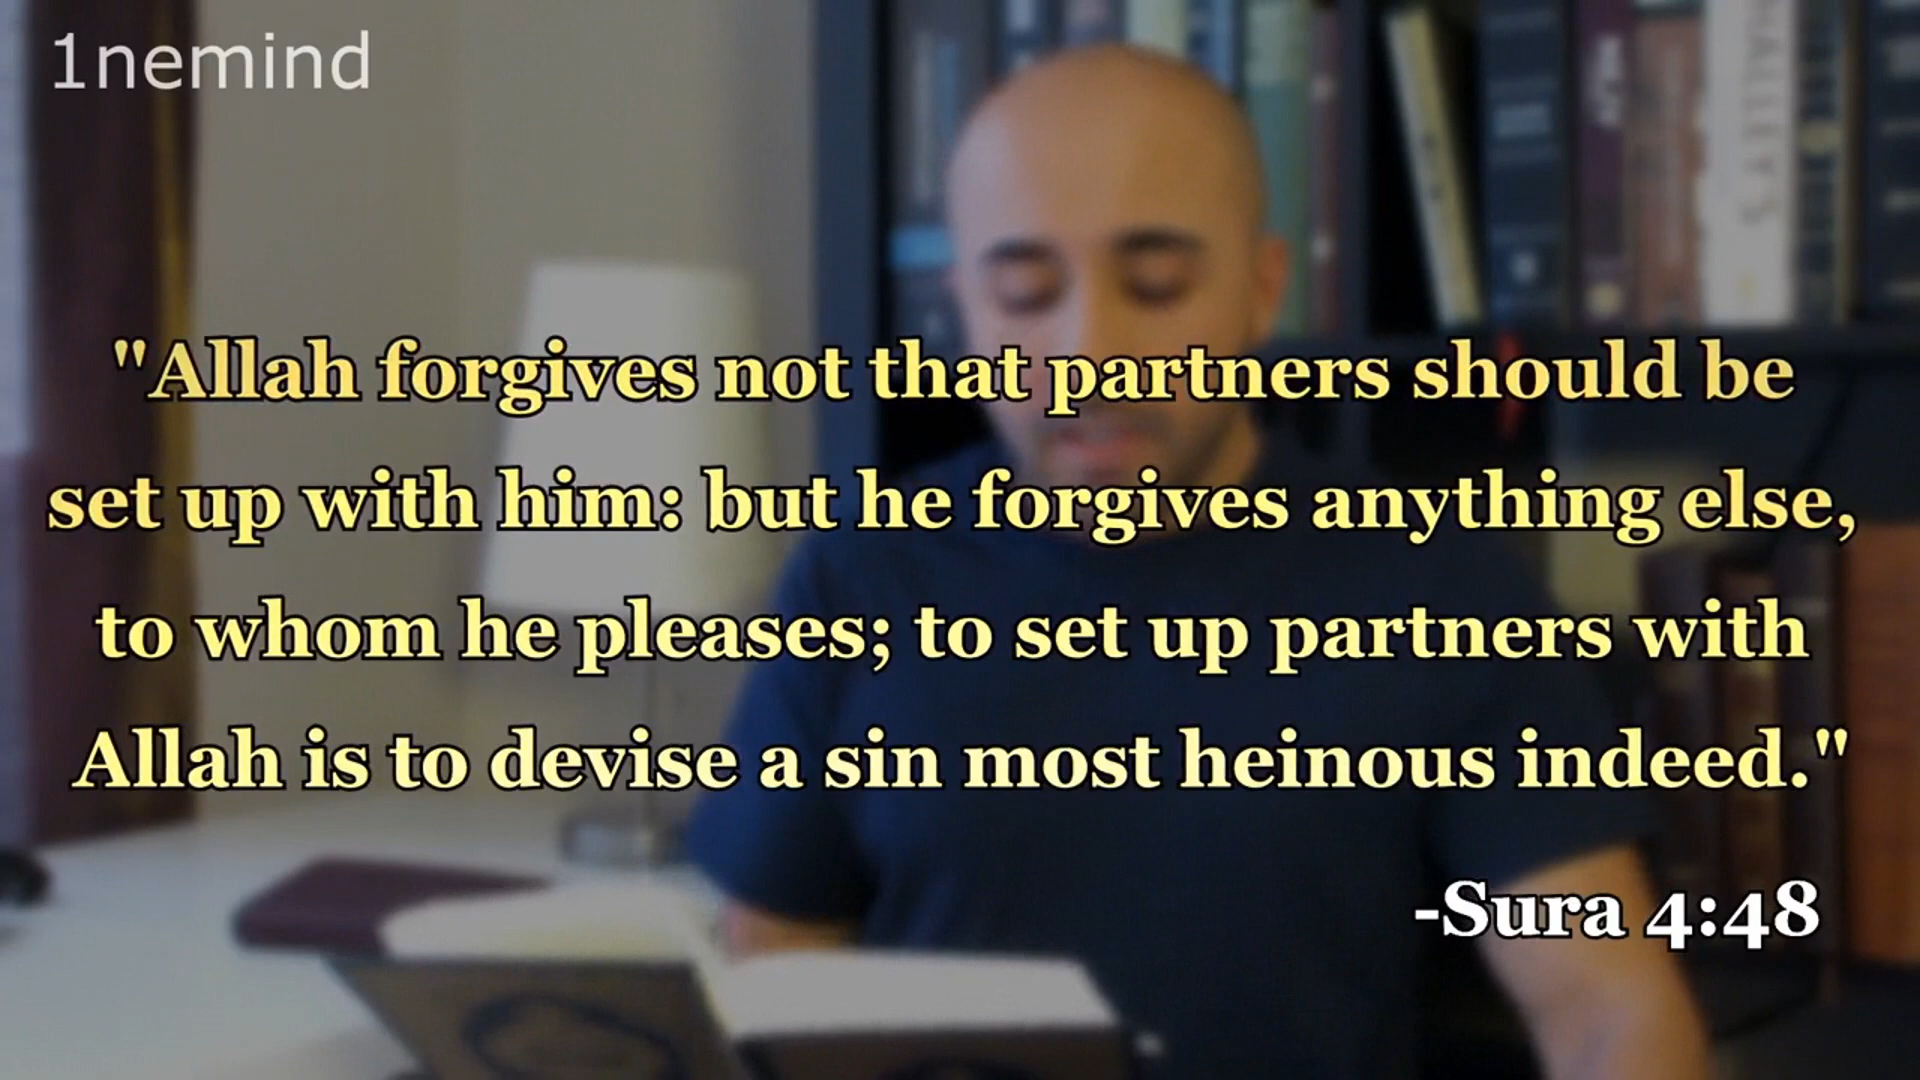 1nemind
"Allah forgives not that partners should be
set up with him: but he forgives anything else,
to whom he pleases; to set up partners with
Allah is to devise a sin most heinous indeed."
-Sura 4:48